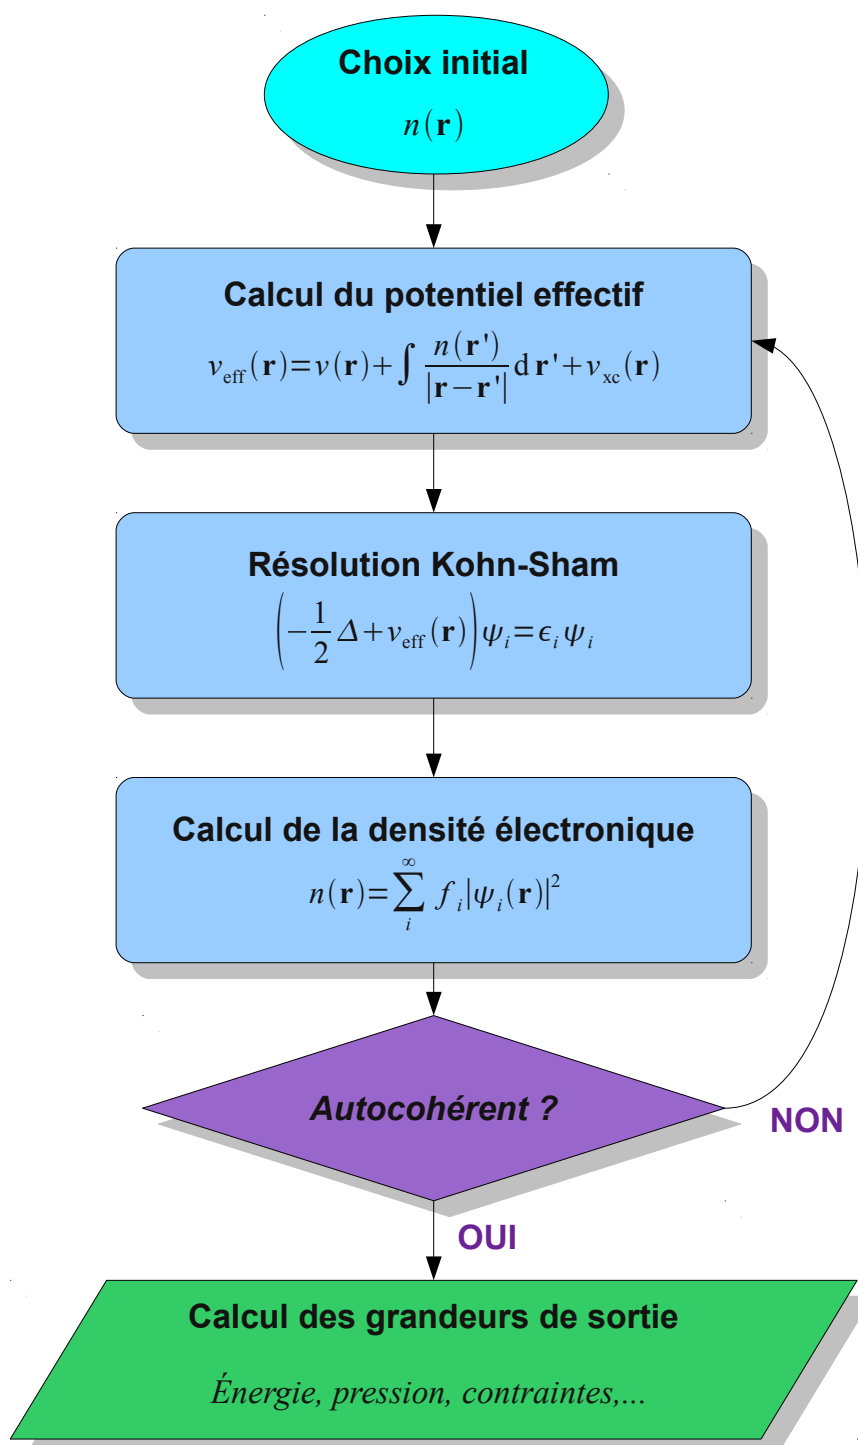 Choix initial
n(r)
Calcul du potentiel effectif
v_eff(r)=v(r)+∫ n(r')/|r−r'| d r'+v_xc(r)
Résolution Kohn-Sham
(−1/2 Δ+v_eff(r))ψ_i=ϵ_i ψ_i
Calcul de la densité électronique
n(r)=∑_i^∞ f_i|ψ_i(r)|²
Autocohérent ?
NON
OUI
Calcul des grandeurs de sortie
Énergie, pression, contraintes,...